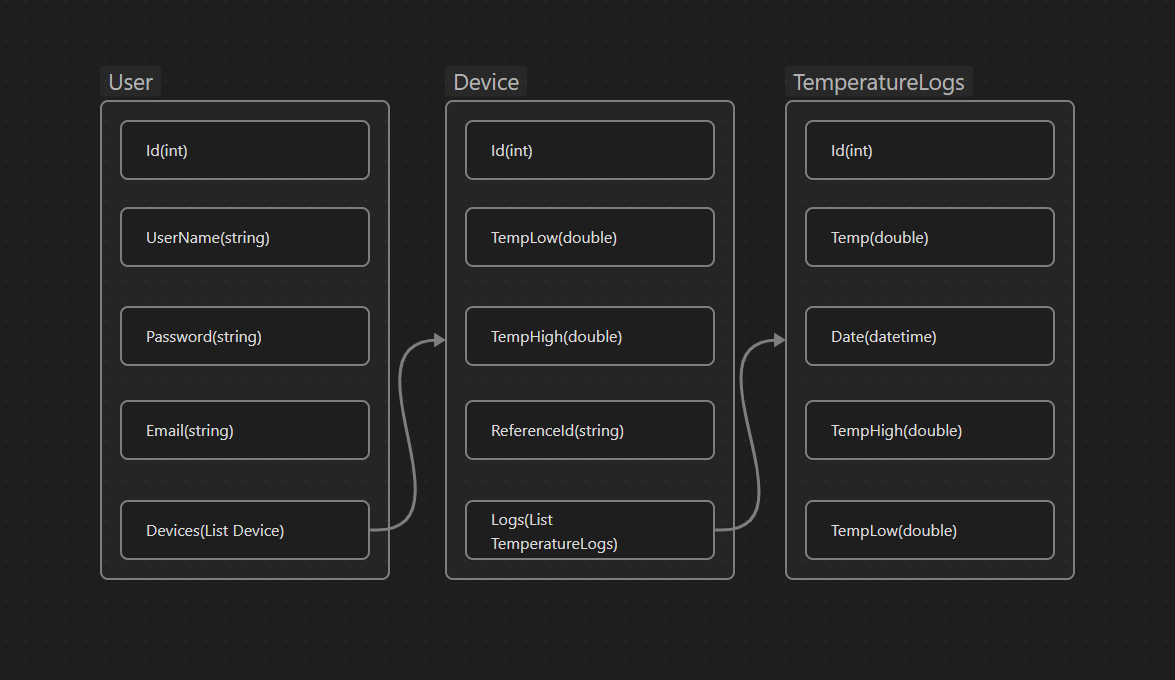 User
Id(int)
UserName(string)
Password(string)
Email(string)
Devices(List Device)
Device
Id(int)
TempLow(double)
TempHigh(double)
ReferenceId(string)
Logs(List
TemperatureLogs)
TemperatureLogs
Id(int)
Temp(double)
Date(datetime)
TempHigh(double)
TempLow(double)